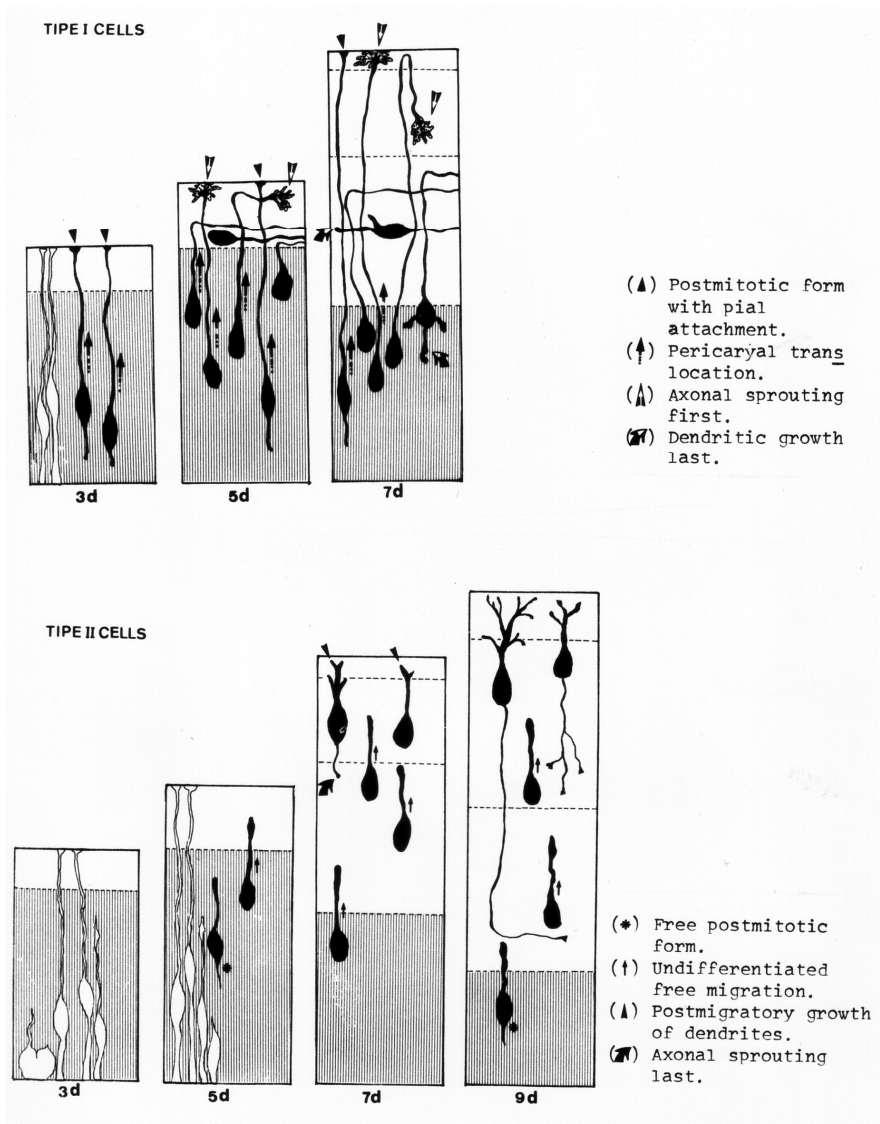 TIPE I CELLS
3d
5d
7d
(▲) Postmitotic form
with pial
attachment.
(↑) Pericaryal trans
location.
(⍋) Axonal sprouting
first.
(⬈) Dendritic growth
last.
TIPE II CELLS
3d
5d
7d
9d
(*) Free postmitotic
form.
(↑) Undifferentiated
free migration.
(▲) Postmigratory growth
of dendrites.
(⬈) Axonal sprouting
last.